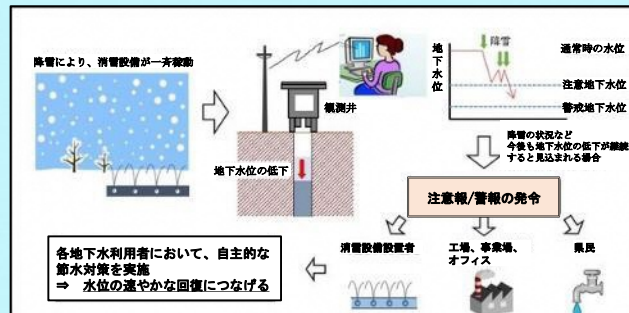 降雪により、消雪設備が一斉稼動
観測井
地下水位の低下
地下水位
降雪
通常時の水位
注意地下水位
警戒地下水位
降雪の状況など
今後も地下水位の低下が継続
すると見込まれる場合
注意報/警報の発令
消雪設備設置者
工場、事業場、
オフィス
県民
各地下水利用者において、自主的な
節水対策を実施
⇒ 水位の速やかな回復につなげる